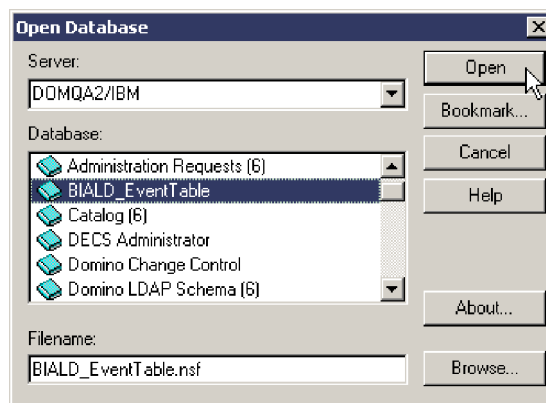 Open Database
Server:
DOMQA2/IBM
Database:
Administration Requests (6)
BIALD_EventTable
Catalog (6)
DECS Administrator
Domino Change Control
Domino LDAP Schema (6)
Filename:
BIALD_EventTable.nsf
Open
Bookmark...
Cancel
Help
About...
Browse...